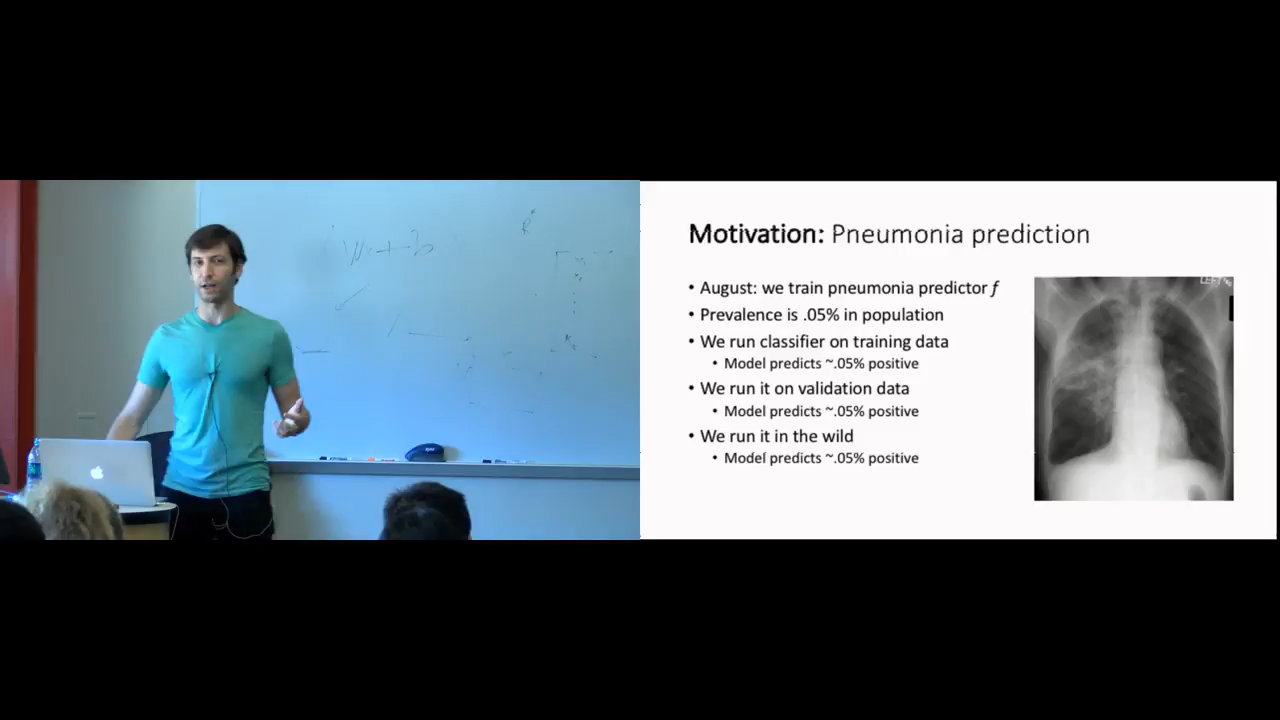 W + b
Motivation: Pneumonia prediction
• August: we train pneumonia predictor f
• Prevalence is .05% in population
• We run classifier on training data
• Model predicts ~.05% positive
• We run it on validation data
• Model predicts ~.05% positive
• We run it in the wild
• Model predicts ~.05% positive
LEFT